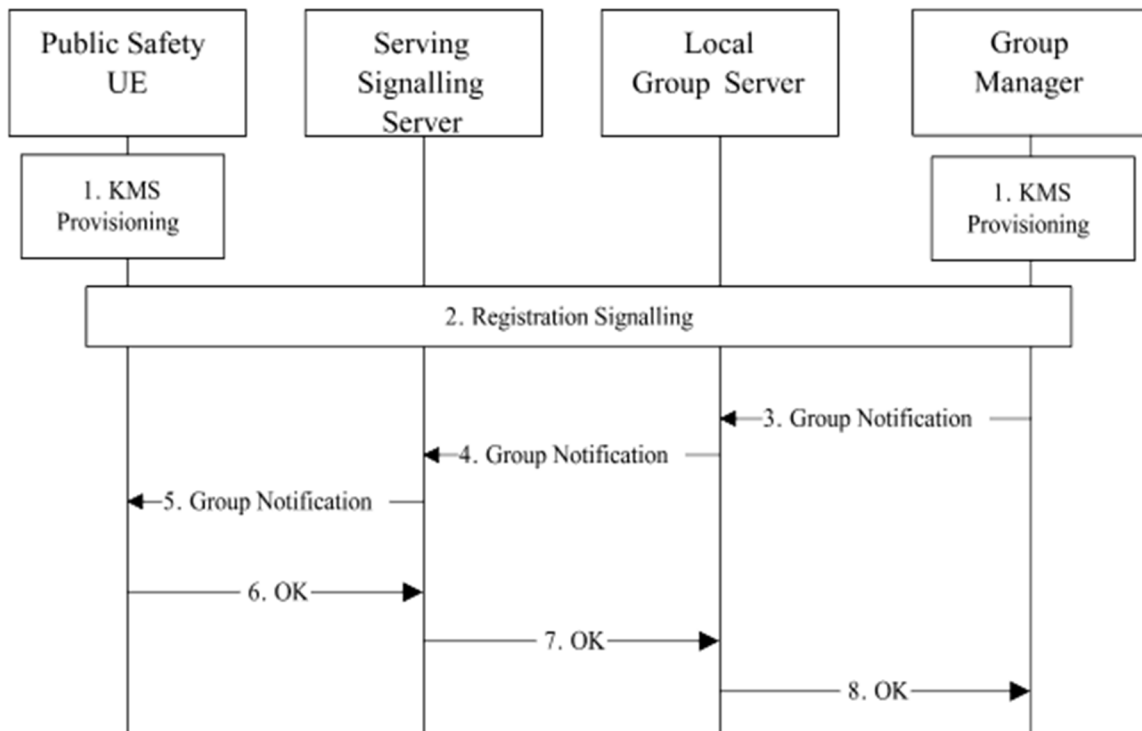 Public Safety
UE
Serving
Signalling
Server
Local
Group Server
Group
Manager
1. KMS
Provisioning
1. KMS
Provisioning
2. Registration Signalling
3. Group Notification
4. Group Notification
5. Group Notification
6. OK
7. OK
8. OK